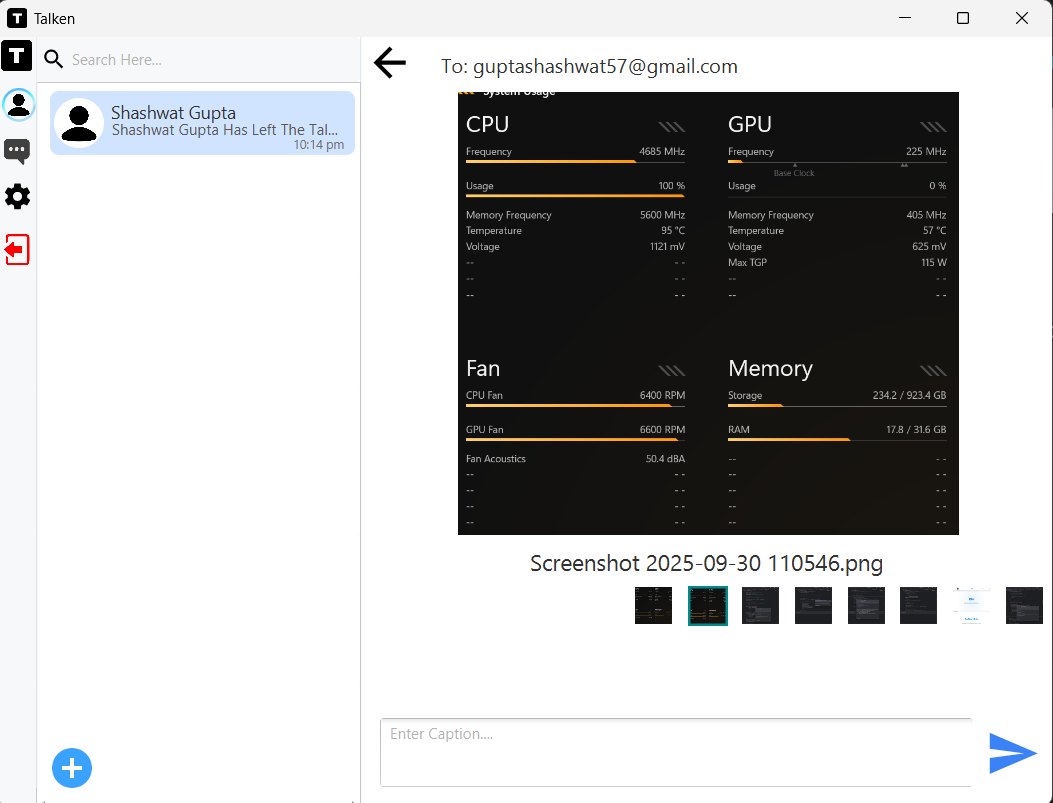 Talken
Search Here...
Shashwat Gupta
Shashwat Gupta Has Left The Tal...
10:14 pm
To: guptashashwat57@gmail.com
System Usage
CPU
Frequency 4685 MHz
Usage 100 %
Memory Frequency 5600 MHz
Temperature 95 °C
Voltage 1121 mV
-- --
-- --
-- --
GPU
Frequency 225 MHz
Base Clock
Usage 0 %
Memory Frequency 405 MHz
Temperature 57 °C
Voltage 625 mV
Max TGP 115 W
-- --
-- --
Fan
CPU Fan 6400 RPM
GPU Fan 6600 RPM
Fan Acoustics 50.4 dBA
-- --
-- --
-- --
-- --
Memory
Storage 234.2 / 923.4 GB
RAM 17.8 / 31.6 GB
-- --
-- --
-- --
-- --
-- --
Screenshot 2025-09-30 110546.png
Enter Caption....